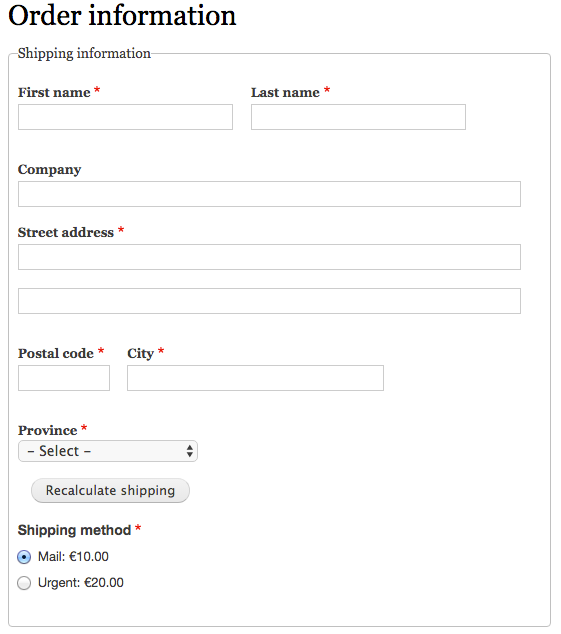 Order information
Shipping information
First name * Last name *
Company
Street address *
Postal code * City *
Province *
– Select –
Recalculate shipping
Shipping method *
Mail: €10.00
Urgent: €20.00